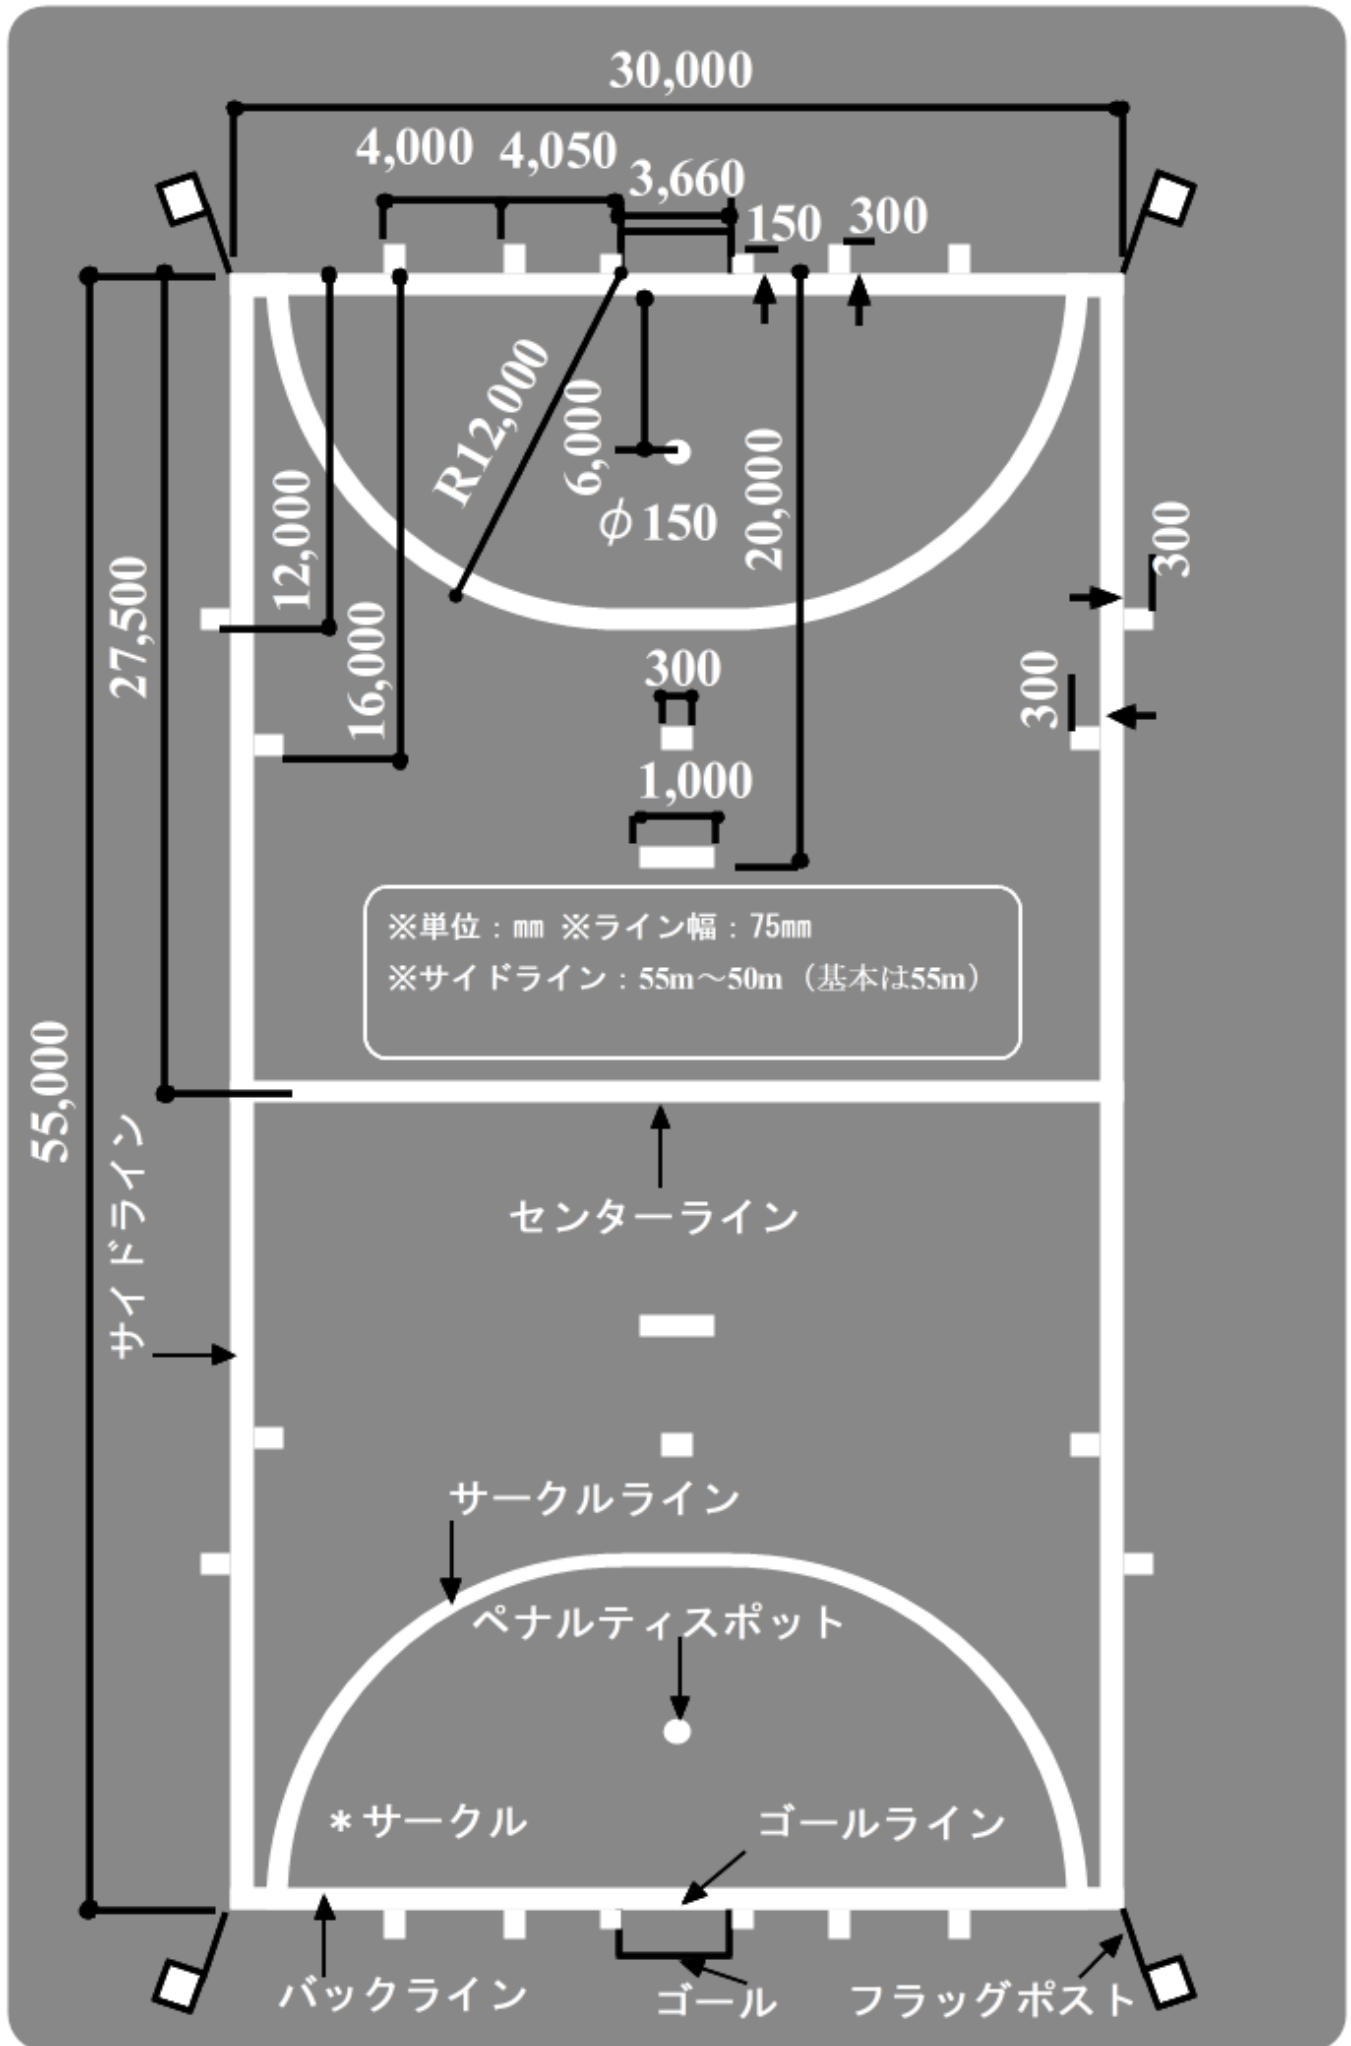 30,000
4,000
4,050
3,660
150
300
R12,000
6,000
φ150
20,000
12,000
16,000
27,500
300
300
300
1,000
※単位：㎜ ※ライン幅：75㎜
※サイドライン：55m～50m（基本は55m）
55,000
サイドライン
センターライン
サークルライン
ペナルティスポット
＊サークル
ゴールライン
バックライン
ゴール
フラッグポスト